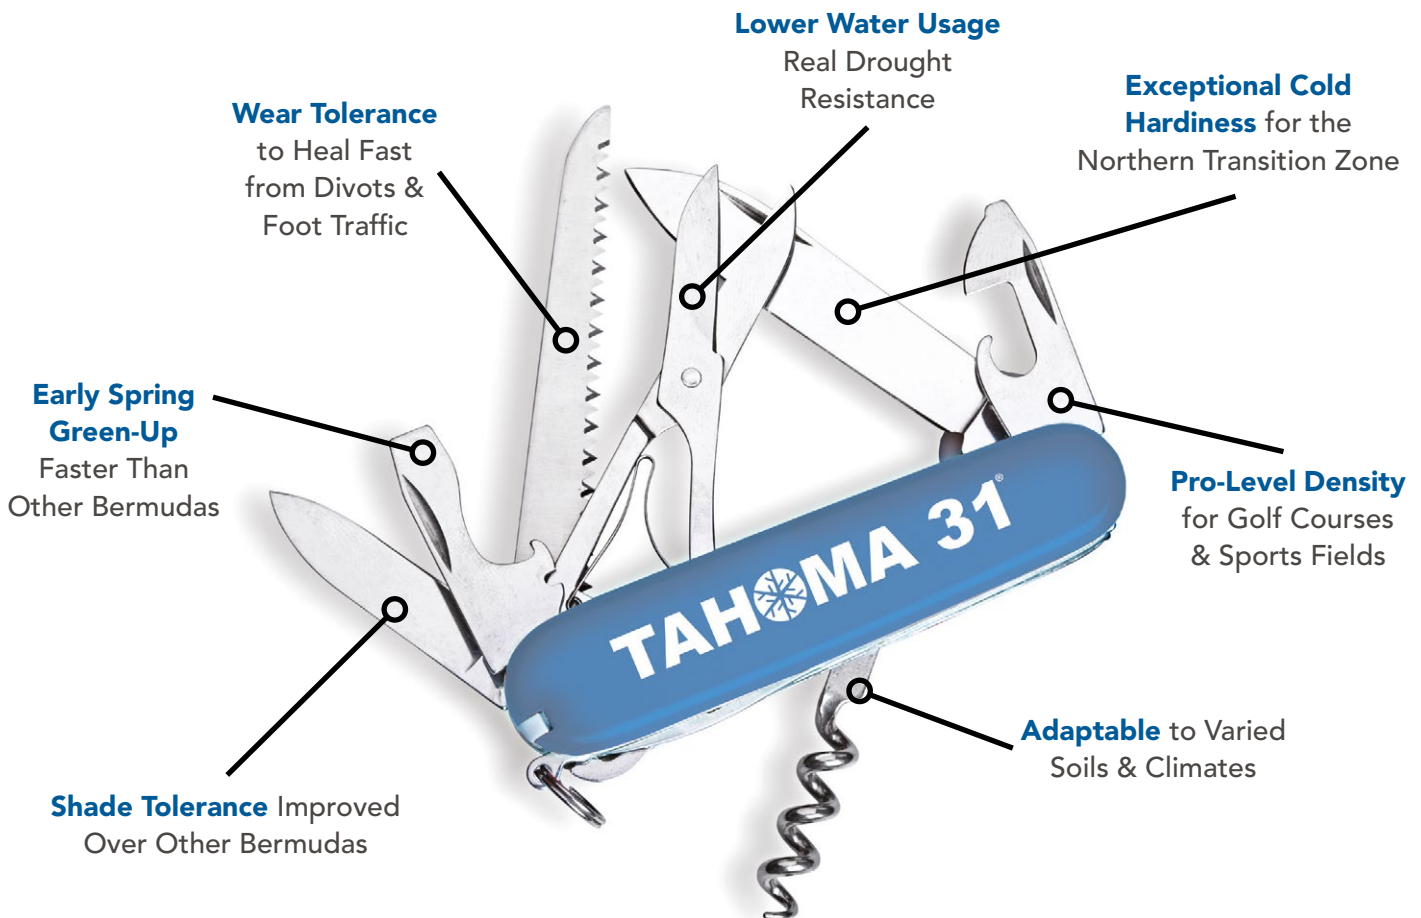 Lower Water Usage
Real Drought
Resistance
Exceptional Cold
Hardiness for the
Northern Transition Zone
Wear Tolerance
to Heal Fast
from Divots &
Foot Traffic
Early Spring
Green-Up
Faster Than
Other Bermudas
Pro-Level Density
for Golf Courses
& Sports Fields
TAHOMA 31®
Adaptable to Varied
Soils & Climates
Shade Tolerance Improved
Over Other Bermudas